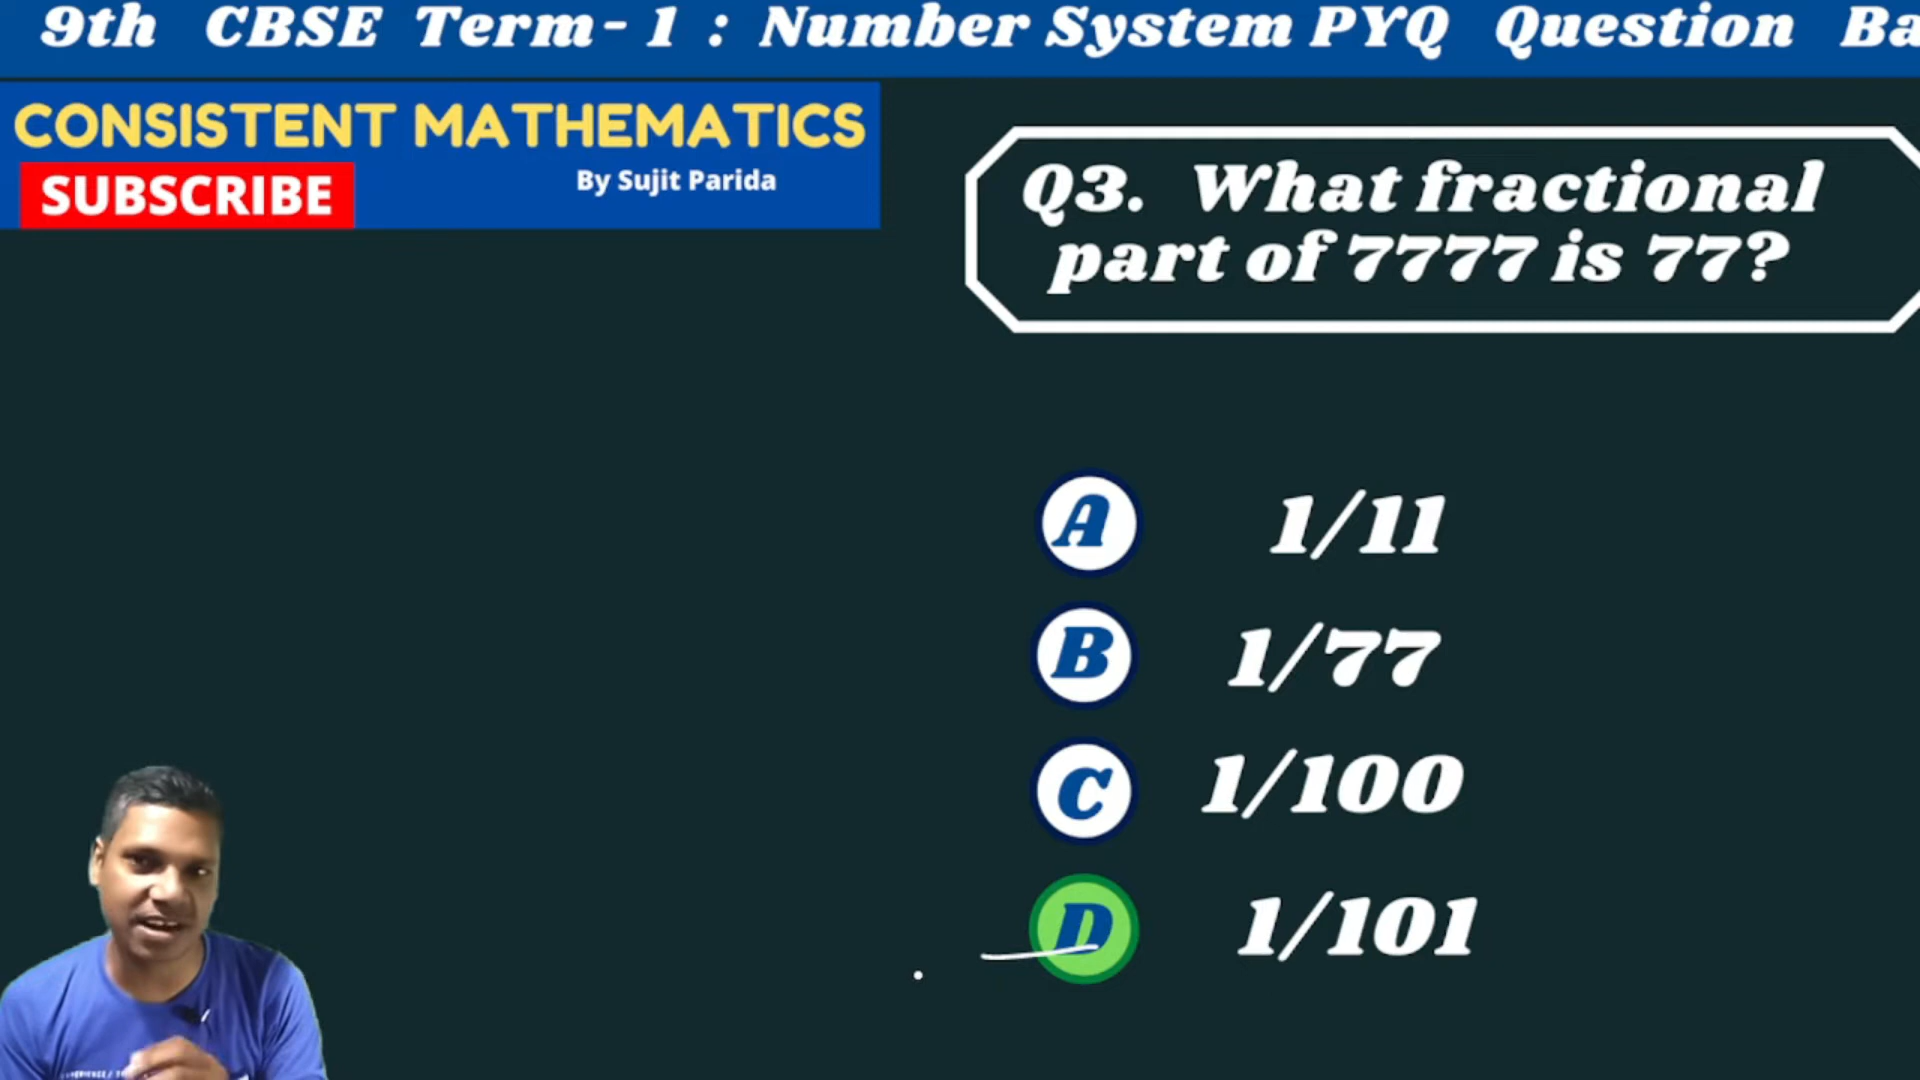 9th CBSE Term- 1 : Number System PYQ Question Ba
CONSISTENT MATHEMATICS
SUBSCRIBE
By Sujit Parida
Q3. What fractional
part of 7777 is 77?
A 1/11
B 1/77
C 1/100
D 1/101